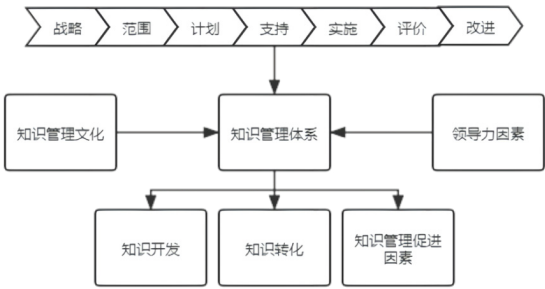 战略 范围 计划 支持 实施 评价 改进
知识管理文化 知识管理体系 领导力因素
知识开发 知识转化 知识管理促进
因素